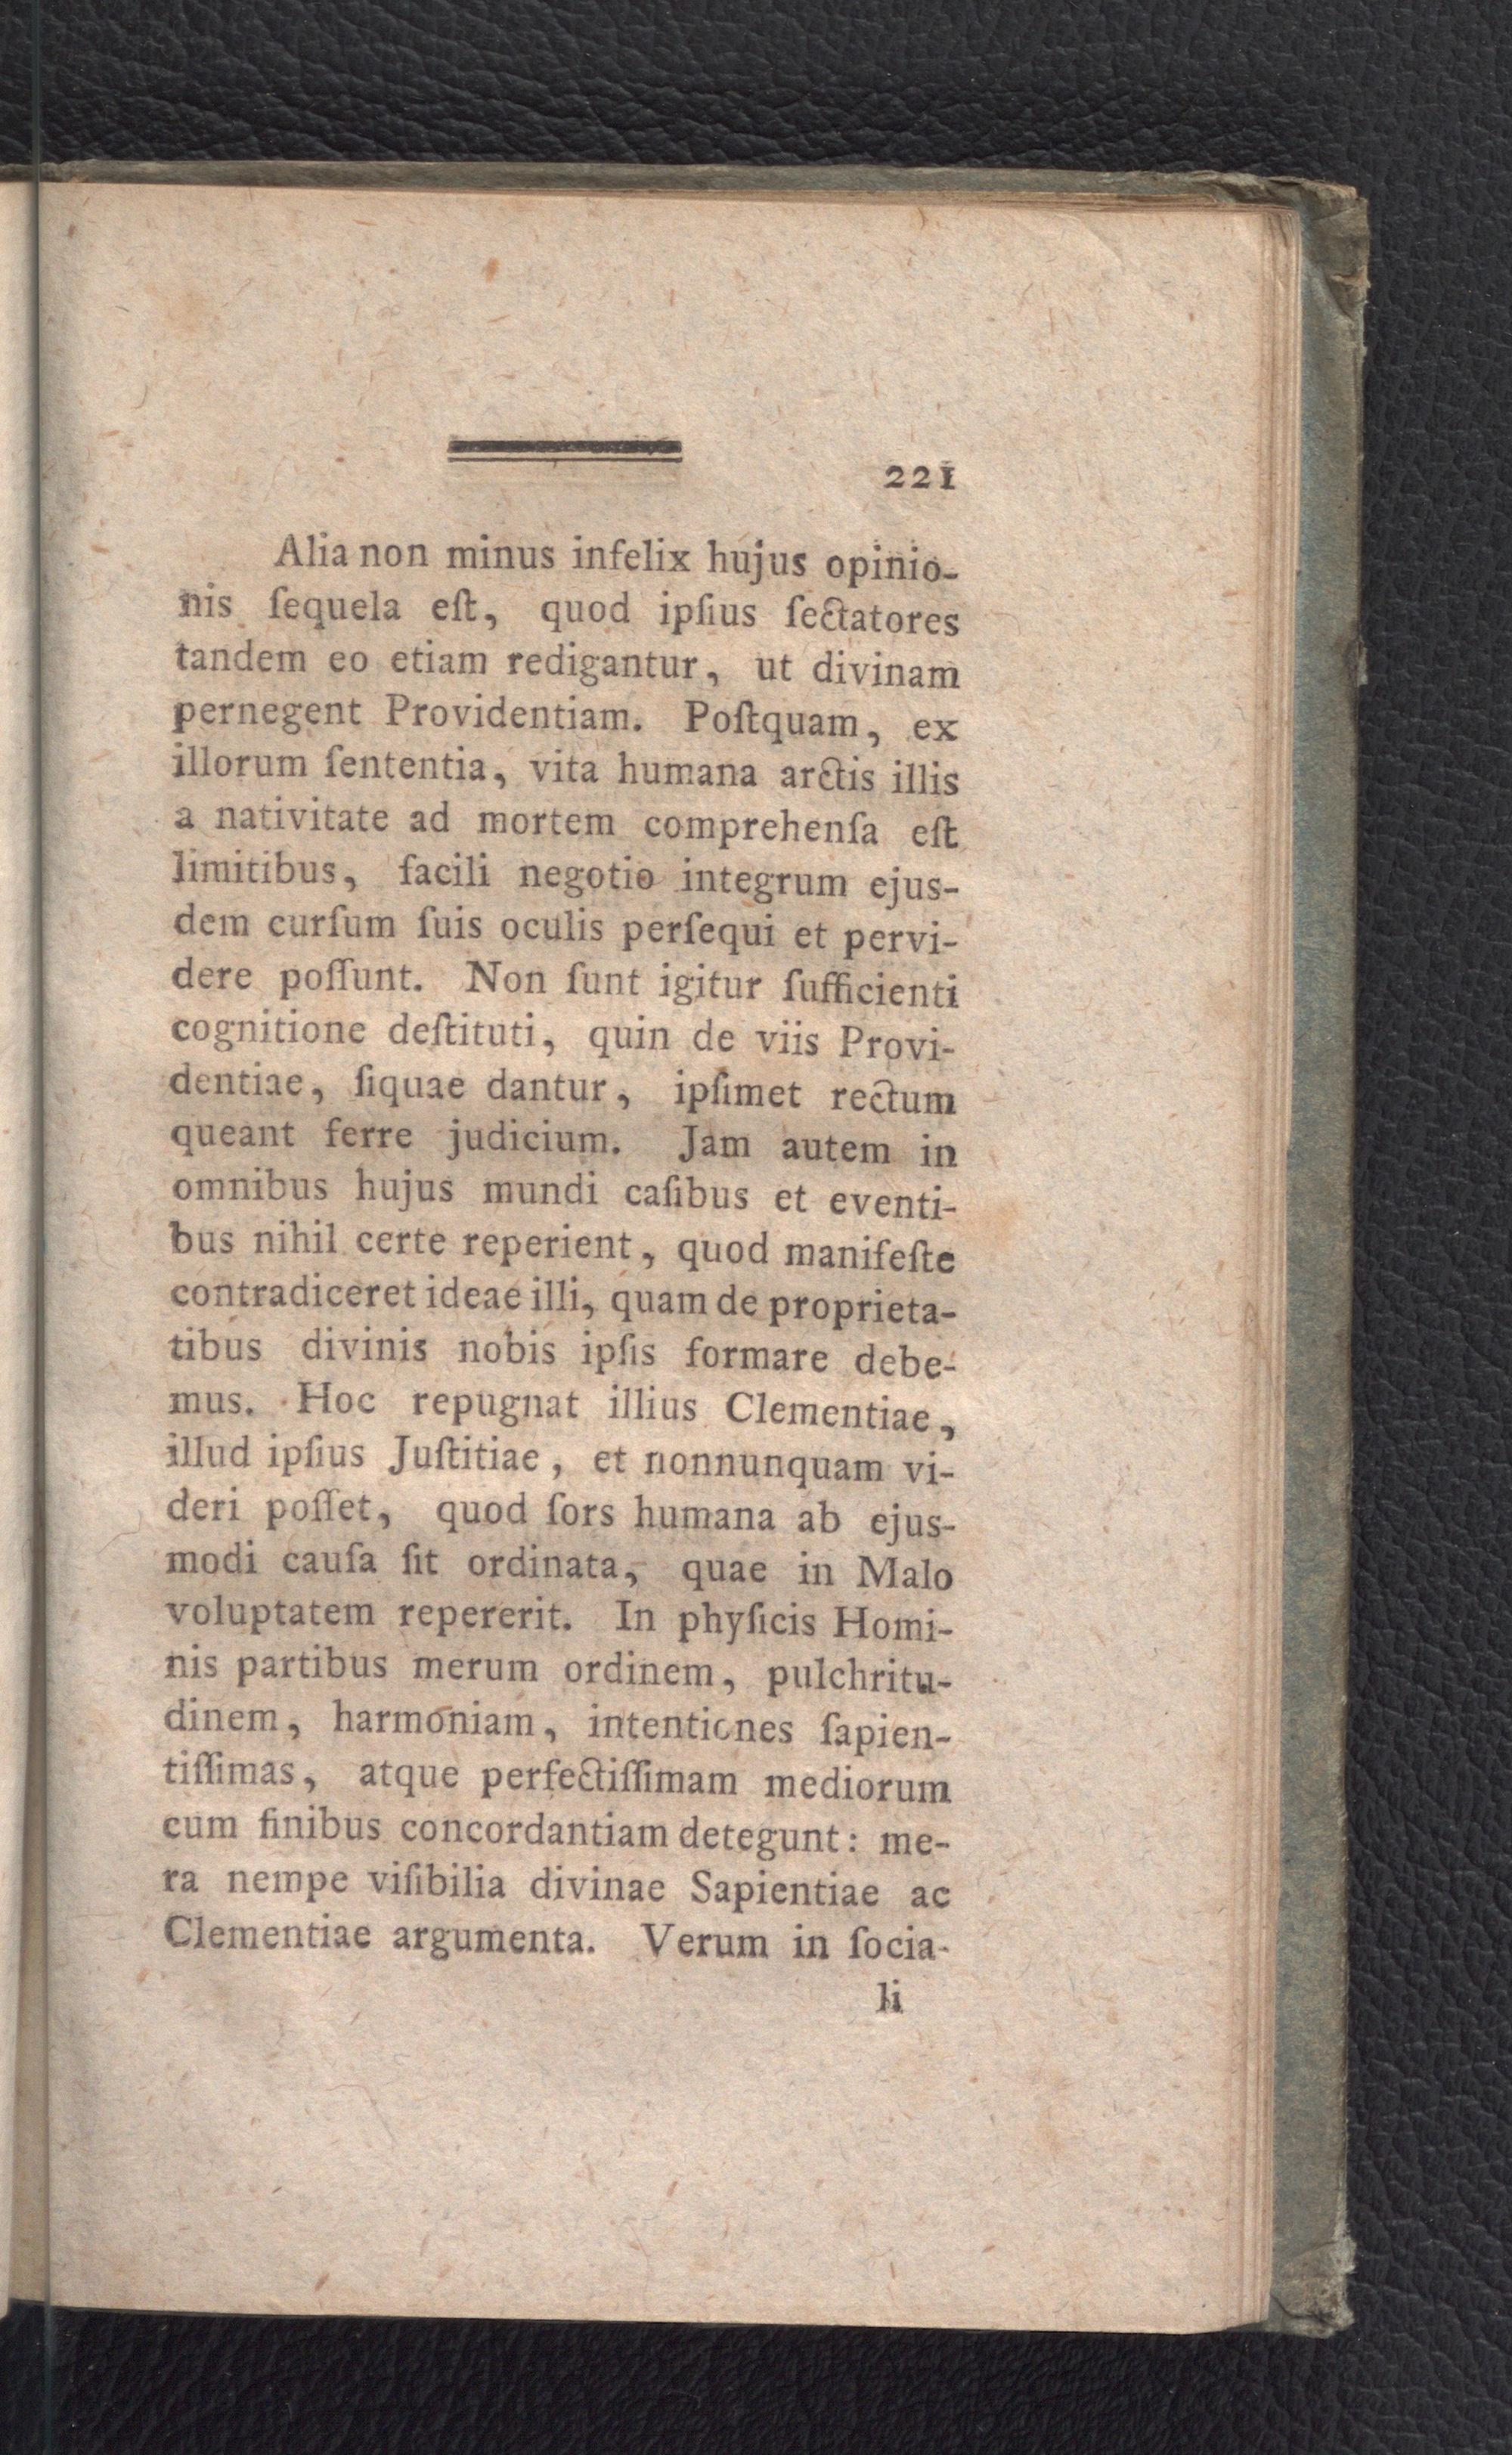 221
Alia non minus infelix hujus opinio-
nis ſequela eſt, quod ipſius ſectatores
tandem eo etiam redigantur, ut divinam
pernegent Providentiam. Poſtquam, ex
illorum ſententia, vita humana arctis illis
a nativitate ad mortem comprehenſa eſt
limitibus, facili negotio integrum ejus-
dem curſum ſuis oculis perſequi et pervi-
dere poſſunt. Non ſunt igitur ſufficienti
cognitione deſtituti, quin de viis Provi-
dentiae, ſiquae dantur, ipſimet rectum
queant ferre judicium. Jam autem in
omnibus hujus mundi caſibus et eventi-
bus nihil certe reperient, quod manifeſte
contradiceret ideae illi, quam de proprieta-
tibus divinis nobis ipſis formare debe-
mus. Hoc repugnat illius Clementiae,
illud ipſius Juſtitiae, et nonnunquam vi-
deri poſſet, quod ſors humana ab ejus-
modi cauſa ſit ordinata, quae in Malo
voluptatem repererit. In phyſicis Homi-
nis partibus merum ordinem, pulchritu-
dinem, harmoniam, intentiones ſapien-
tiſſimas, atque perfectiſſimam mediorum
cum finibus concordantiam detegunt: me-
ra nempe viſibilia divinae Sapientiae ac
Clementiae argumenta. Verum in ſocia-
li